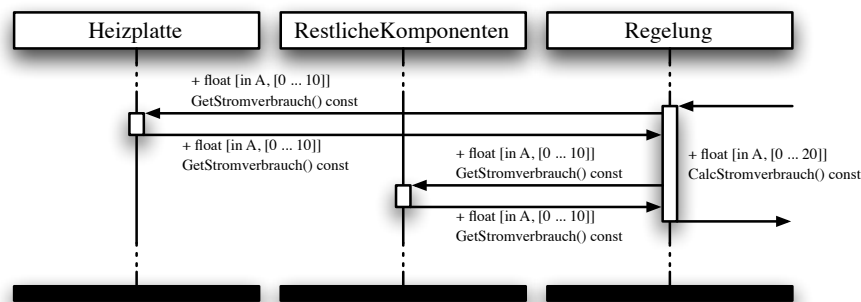 Heizplatte
RestlicheKomponenten
Regelung
+ float [in A, [0 ... 10]]
GetStromverbrauch() const
+ float [in A, [0 ... 10]]
GetStromverbrauch() const
+ float [in A, [0 ... 10]]
GetStromverbrauch() const
+ float [in A, [0 ... 20]]
CalcStromverbrauch() const
+ float [in A, [0 ... 10]]
GetStromverbrauch() const